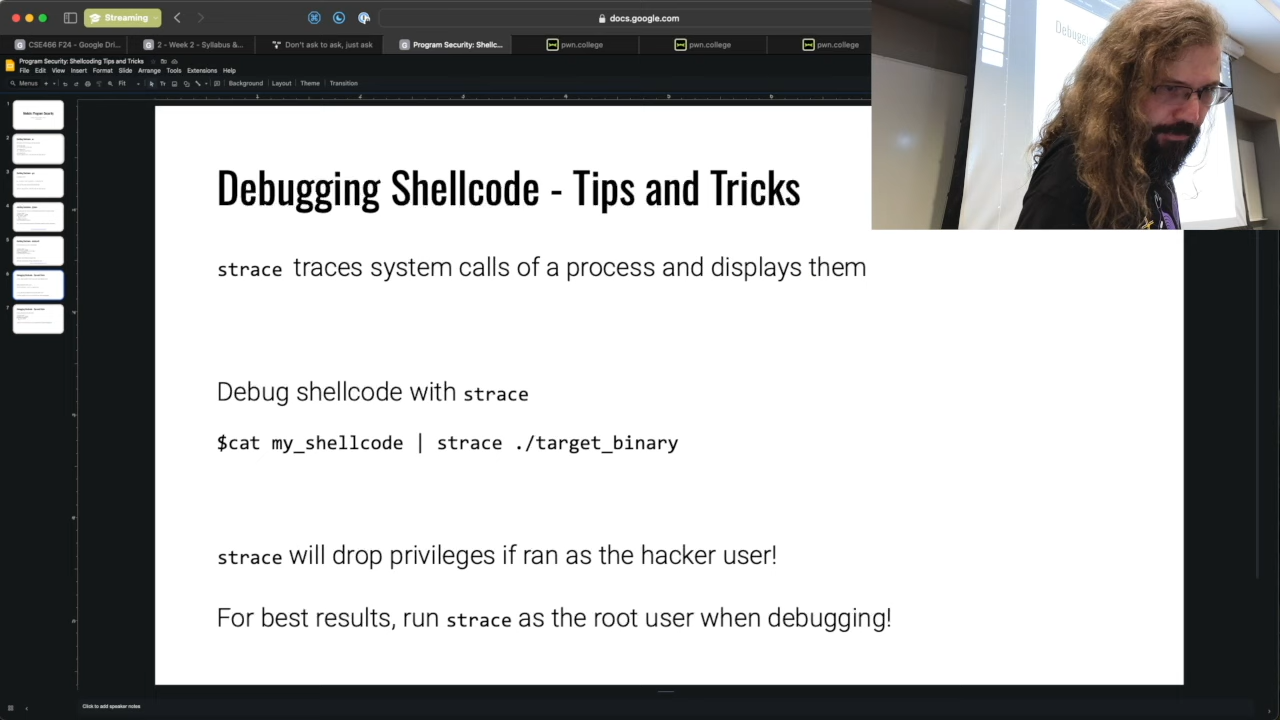 Streaming
docs.google.com
CSE466 F24 - Google Dri...
2 - Week 2 - Syllabus &...
Don't ask to ask, just ask
Program Security: Shellc...
pwn.college
pwn.college
pwn.college
Program Security: Shellcoding Tips and Tricks
File Edit View Insert Format Slide Arrange Tools Extensions Help
Menus
Fit
Background
Layout
Theme
Transition
Debugging Shellcode - Tips and Tricks
strace traces system calls of a process and displays them
Debug shellcode with strace
$cat my_shellcode | strace ./target_binary
strace will drop privileges if ran as the hacker user!
For best results, run strace as the root user when debugging!
Click to add speaker notes